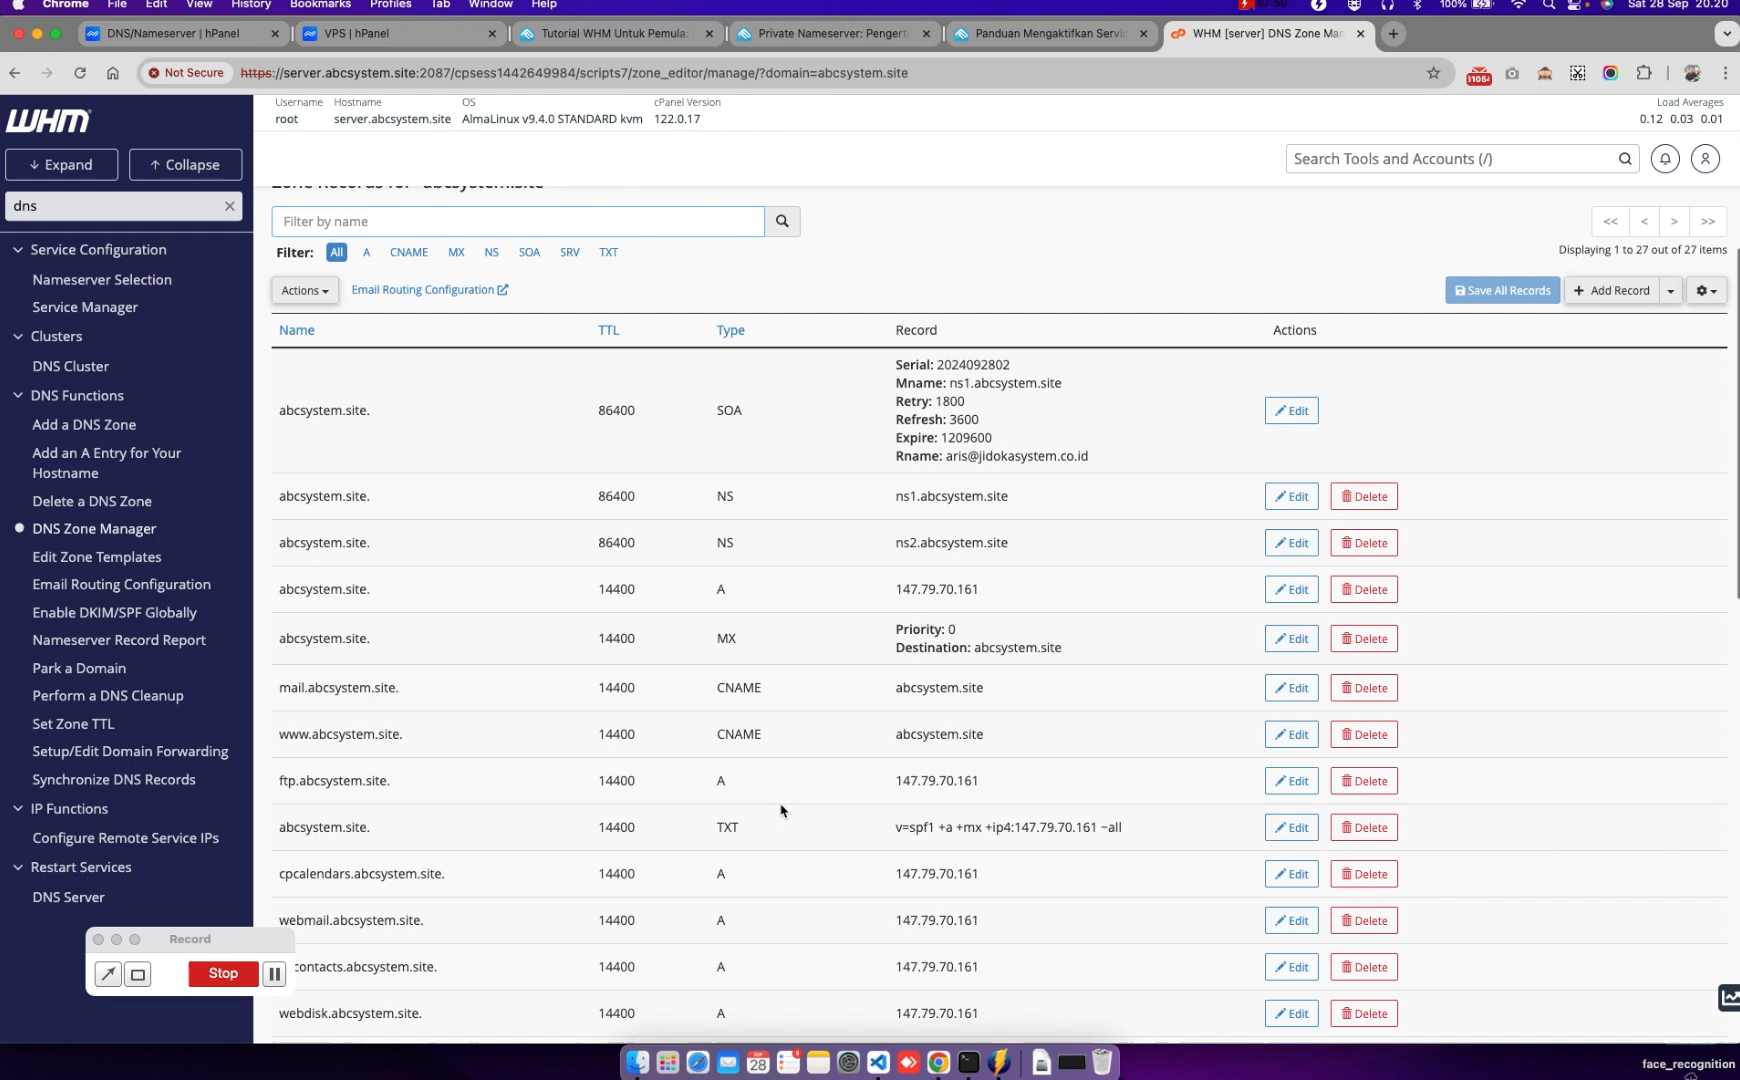 Chrome File Edit View History Bookmarks Profiles Tab Window Help 07:50 100% Sat 28 Sep 20.20
DNS/Nameserver | hPanel VPS | hPanel Tutorial WHM Untuk Pemula: Private Nameserver: Pengerti Panduan Mengaktifkan Servic WHM [server] DNS Zone Man
Not Secure https://server.abcsystem.site:2087/cpsess1442649984/scripts7/zone_editor/manage/?domain=abcsystem.site
Username Hostname OS cPanel Version Load Averages
root server.abcsystem.site AlmaLinux v9.4.0 STANDARD kvm 122.0.17 0.12 0.03 0.01
WHM
Expand Collapse
Search Tools and Accounts (/)
dns
Zone Records for "abcsystem.site"
Filter by name
<< < > >>
Filter: All A CNAME MX NS SOA SRV TXT
Displaying 1 to 27 out of 27 items
Actions Email Routing Configuration
Save All Records Add Record
Service Configuration
Nameserver Selection
Service Manager
Clusters
DNS Cluster
DNS Functions
Add a DNS Zone
Add an A Entry for Your
Hostname
Delete a DNS Zone
DNS Zone Manager
Edit Zone Templates
Email Routing Configuration
Enable DKIM/SPF Globally
Nameserver Record Report
Park a Domain
Perform a DNS Cleanup
Set Zone TTL
Setup/Edit Domain Forwarding
Synchronize DNS Records
IP Functions
Configure Remote Service IPs
Restart Services
DNS Server
Name TTL Type Record Actions
Serial: 2024092802
Mname: ns1.abcsystem.site
Retry: 1800
abcsystem.site. 86400 SOA Edit
Refresh: 3600
Expire: 1209600
Rname: aris@jidokasystem.co.id
abcsystem.site. 86400 NS ns1.abcsystem.site Edit Delete
abcsystem.site. 86400 NS ns2.abcsystem.site Edit Delete
abcsystem.site. 14400 A 147.79.70.161 Edit Delete
Priority: 0
abcsystem.site. 14400 MX Edit Delete
Destination: abcsystem.site
mail.abcsystem.site. 14400 CNAME abcsystem.site Edit Delete
www.abcsystem.site. 14400 CNAME abcsystem.site Edit Delete
ftp.abcsystem.site. 14400 A 147.79.70.161 Edit Delete
abcsystem.site. 14400 TXT v=spf1 +a +mx +ip4:147.79.70.161 ~all Edit Delete
cpcalendars.abcsystem.site. 14400 A 147.79.70.161 Edit Delete
webmail.abcsystem.site. 14400 A 147.79.70.161 Edit Delete
contacts.abcsystem.site. 14400 A 147.79.70.161 Edit Delete
webdisk.abcsystem.site. 14400 A 147.79.70.161 Edit Delete
Record
Stop
SEP
28
face_recognition